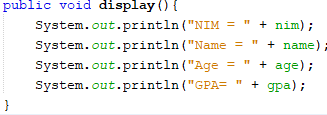 public void display(){
System.out.println("NIM = " + nim);
System.out.println("Name = " + name);
System.out.println("Age = " + age);
System.out.println("GPA= " + gpa);
}